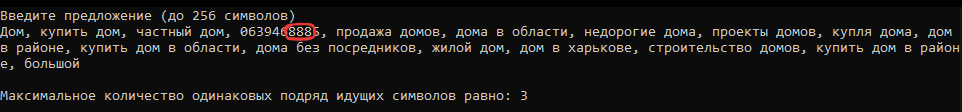 Введите предложение (до 256 символов)
Дом, купить дом, частный дом, 0639468885, продажа домов, дома в области, недорогие дома, проекты домов, купля дома, дом
в районе, купить дом в области, дома без посредников, жилой дом, дом в харькове, строительство домов, купить дом в район
е, большой
Максимальное количество одинаковых подряд идущих символов равно: 3